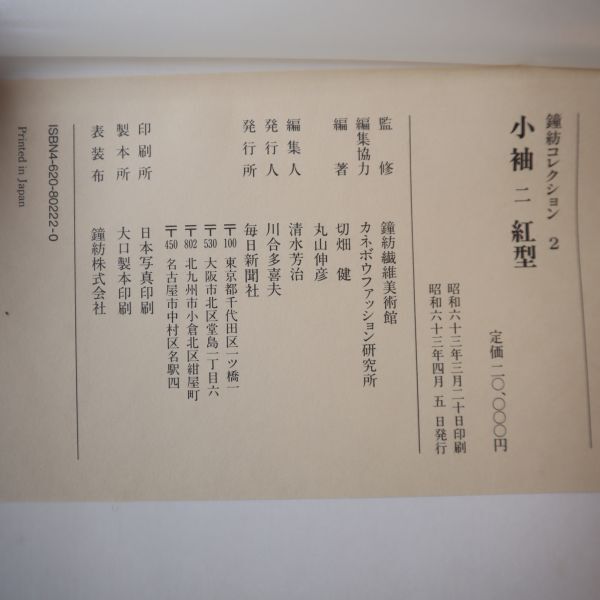 鐘紡コレクション 2
小袖 二 紅型
定価 二〇、〇〇〇円
昭和六十三年三月二十日印刷
昭和六十三年四月 五 日発行
監 修 鐘紡繊維美術館
編集協力 カネボウファッション研究所
編 著 切畑 健
丸山伸彦
編集人 清水芳治
発行人 川合多喜夫
発行所 毎日新聞社
〒100 東京都千代田区一ツ橋一
〒530 大阪市北区堂島一丁目六
〒802 北九州市小倉北区紺屋町
〒450 名古屋市中村区名駅四
印刷所 日本写真印刷
製本所 大口製本印刷
表装布 鐘紡株式会社
ISBN4-620-80222-0
Printed in Japan